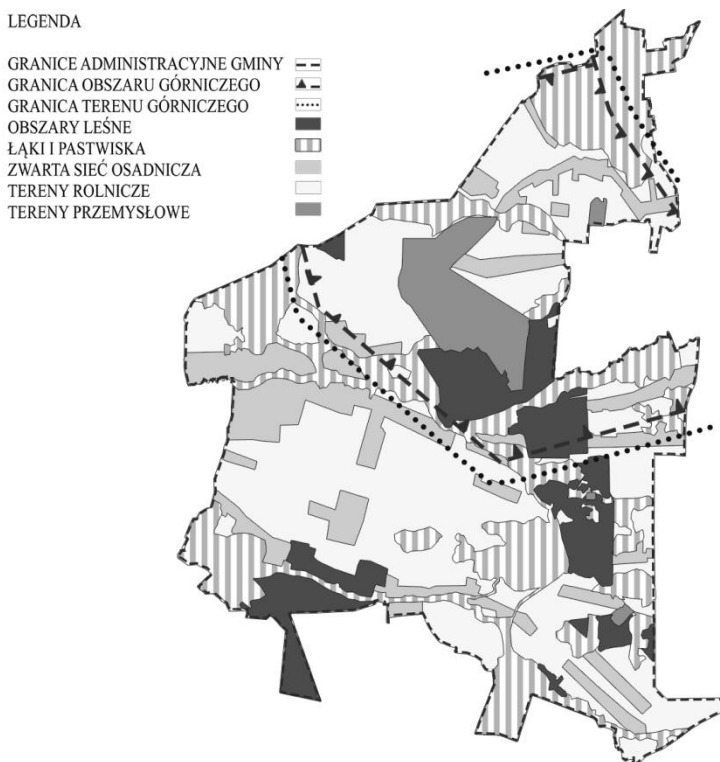 LEGENDA
GRANICE ADMINISTRACYJNE GMINY
GRANICA OBSZARU GÓRNICZEGO
GRANICA TERENU GÓRNICZEGO
OBSZARY LEŚNE
ŁĄKI I PASTWISKA
ZWARTA SIEĆ OSADNICZA
TERENY ROLNICZE
TERENY PRZEMYSŁOWE